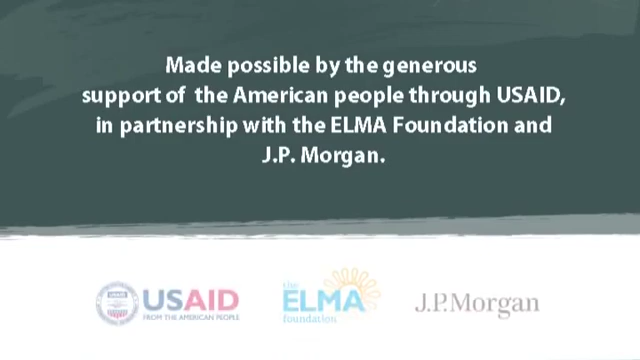 Made possible by the generous
support of the American people through USAID,
in partnership with the ELMA Foundation and
J.P. Morgan.
USAID
FROM THE AMERICAN PEOPLE
the
ELMA
foundation
J.P.Morgan